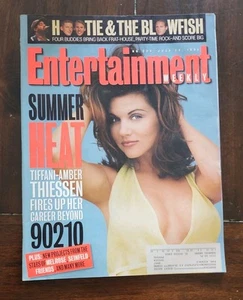 HOOTIE & THE BLOWFISH
FOUR BUDDIES BRING BACK FRAT-HOUSE, PARTY-TIME ROCK—AND SCORE BIG
Entertainment
WEEKLY
SUMMER
HEAT
TIFFANI-AMBER
THIESSEN
FIRES UP HER
CAREER BEYOND
90210
PLUS: NEW PROJECTS FROM THE
STARS OF MELROSE SEINFELD
FRIENDS AND MANY MORE